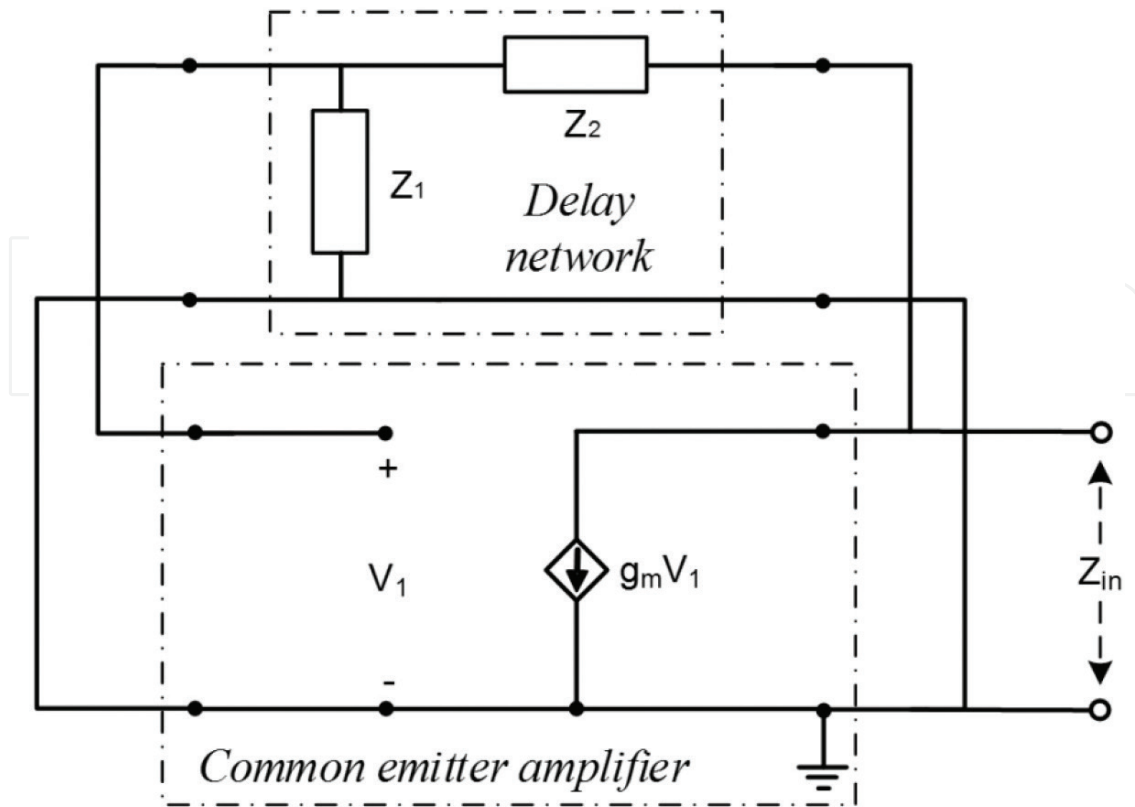 Z₂
Z₁
Delay
network
+
V₁
gₘV₁
Zᵢₙ
-
Common emitter amplifier